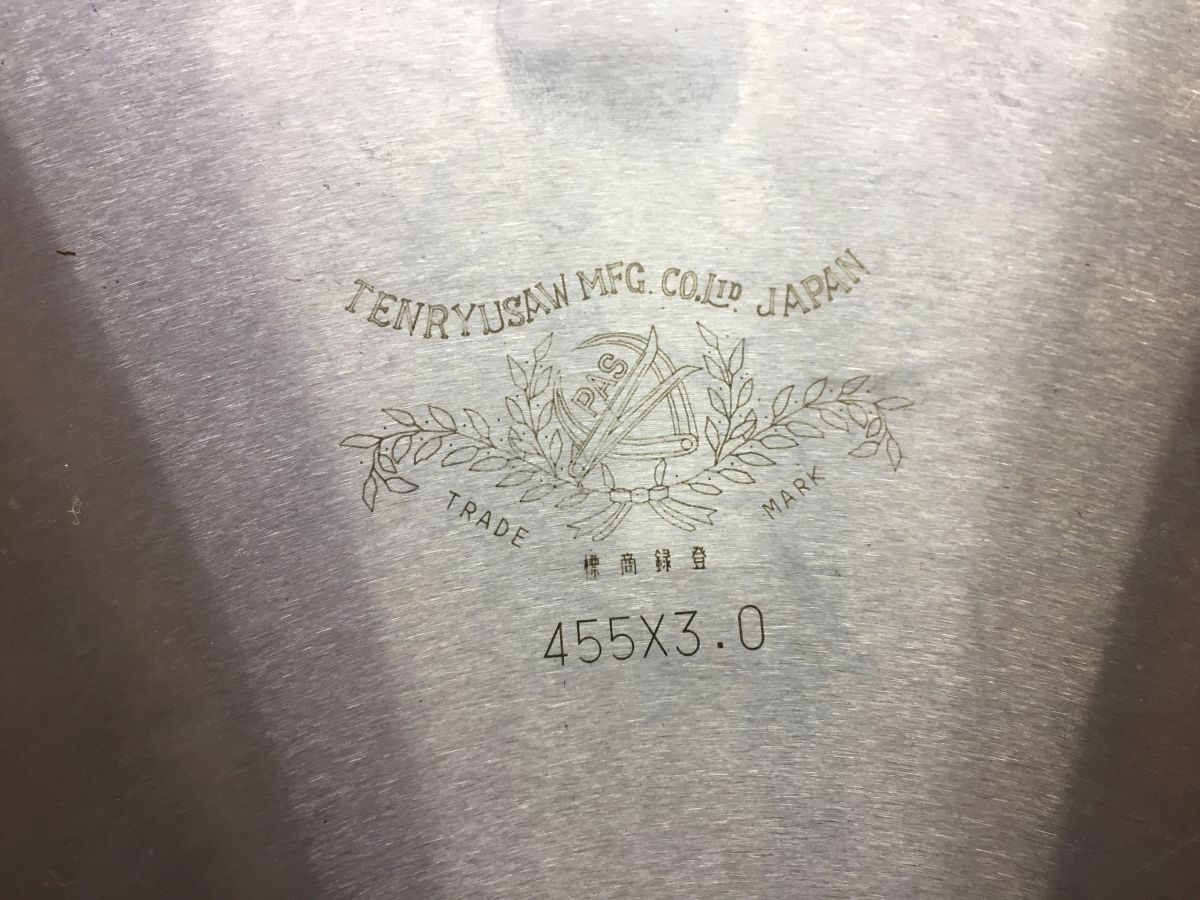 TENRYUSAW MFG. CO.LTD. JAPAN
PAS
TRADE MARK
標商録登
455X3.0